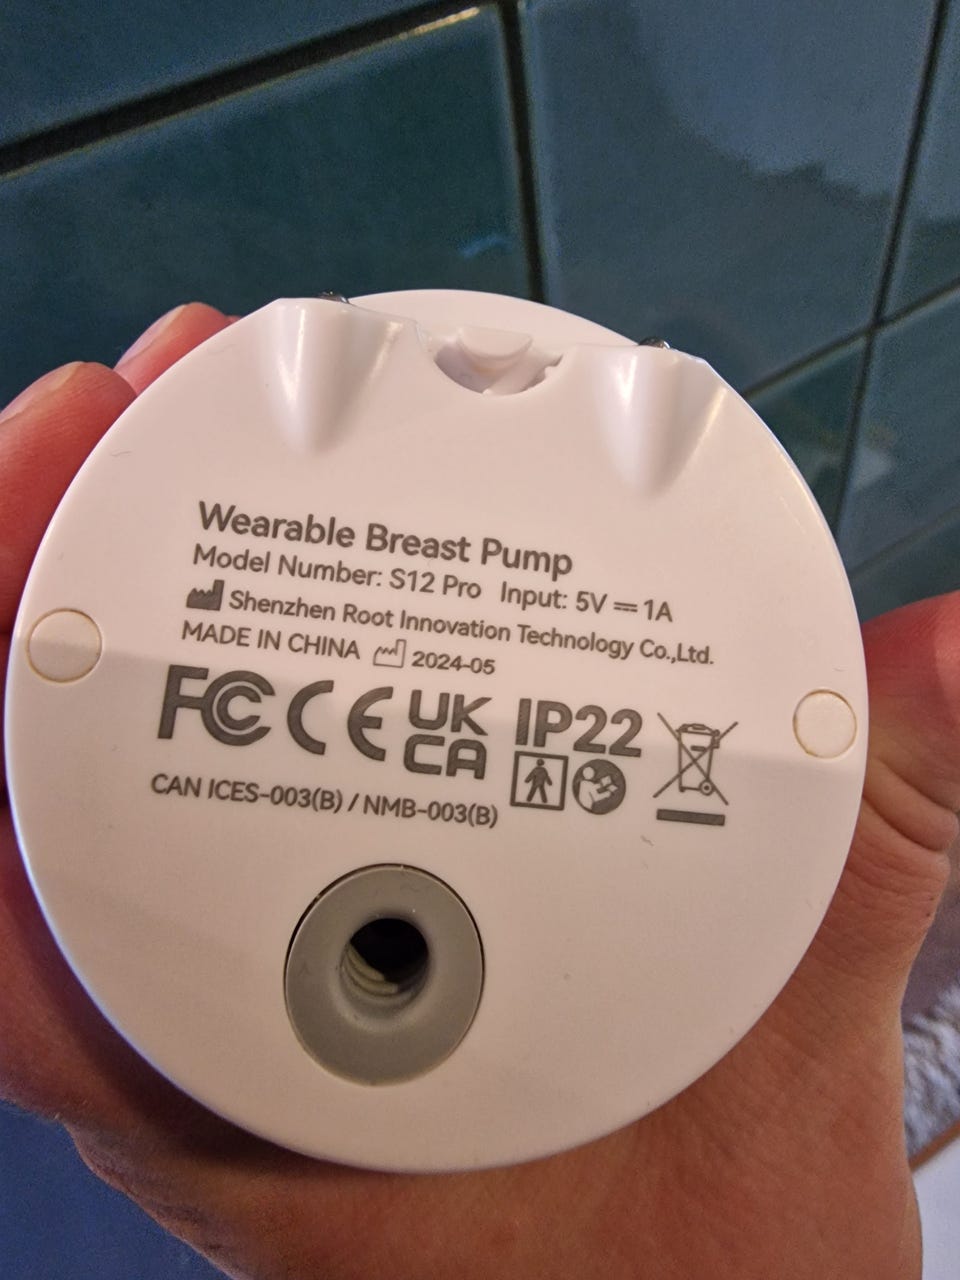 Wearable Breast Pump
Model Number: S12 Pro Input: 5V ⎓ 1A
Shenzhen Root Innovation Technology Co.,Ltd.
MADE IN CHINA 2024-05
FC CE UK CA IP22
CAN ICES-003(B) / NMB-003(B)